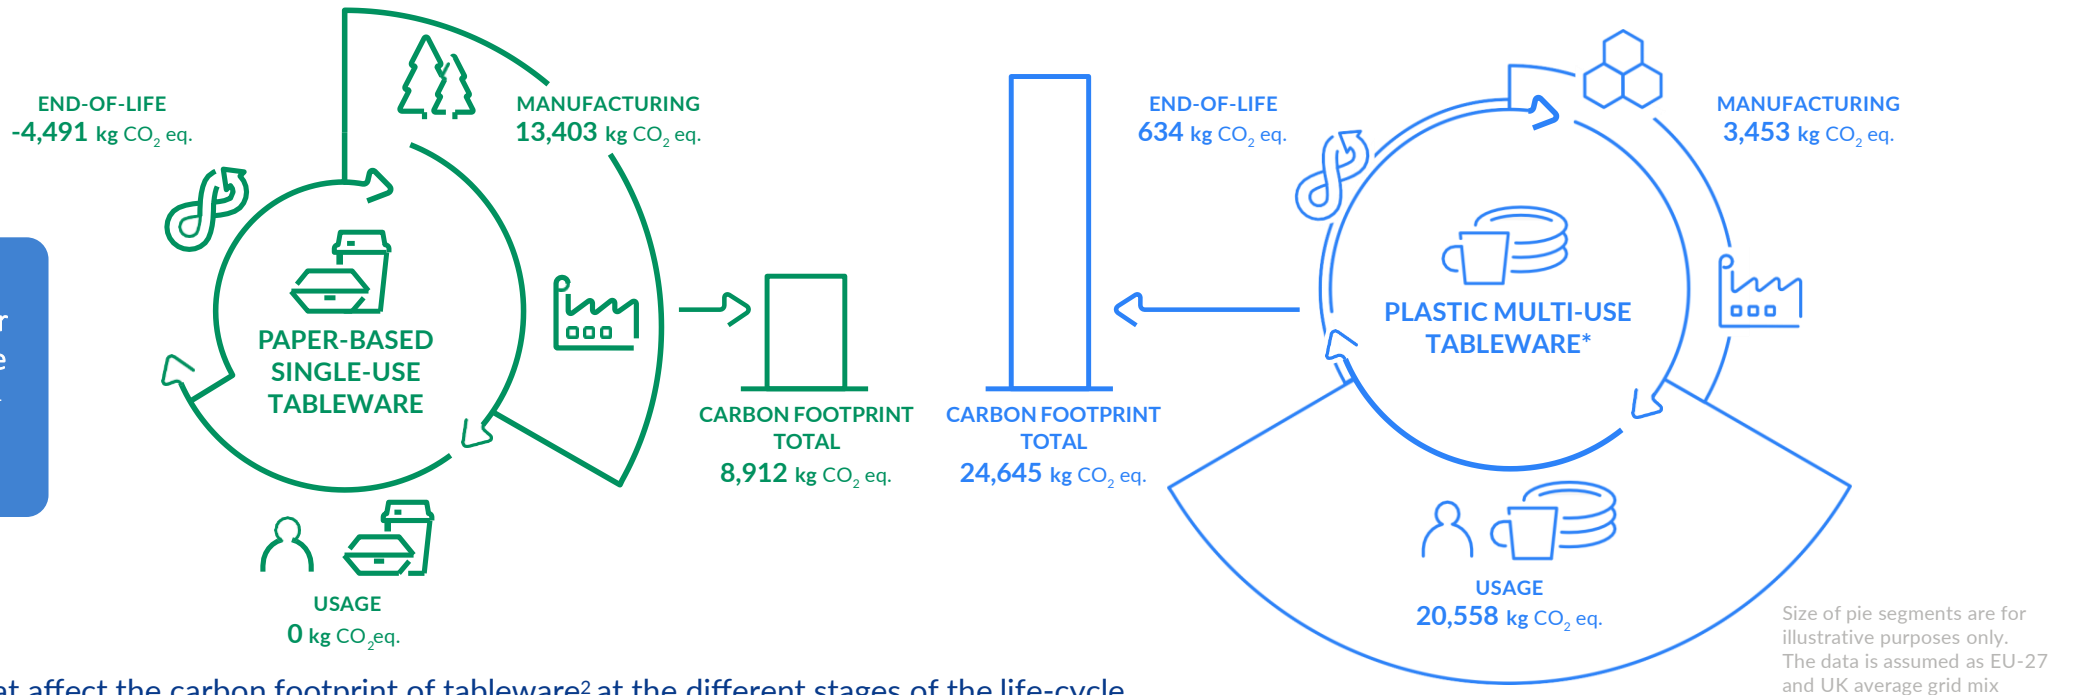 END-OF-LIFE
-4,491 kg CO2 eq.
MANUFACTURING
13,403 kg CO2 eq.
PAPER-BASED
SINGLE-USE
TABLEWARE
USAGE
0 kg CO2eq.
CARBON FOOTPRINT
TOTAL
8,912 kg CO2 eq.
CARBON FOOTPRINT
TOTAL
24,645 kg CO2 eq.
END-OF-LIFE
634 kg CO2 eq.
MANUFACTURING
3,453 kg CO2 eq.
PLASTIC MULTI-USE
TABLEWARE*
USAGE
20,558 kg CO2 eq.
Size of pie segments are for
illustrative purposes only.
The data is assumed as EU-27
and UK average grid mix
affect the carbon footprint of tableware2 at the different stages of the life-cycle